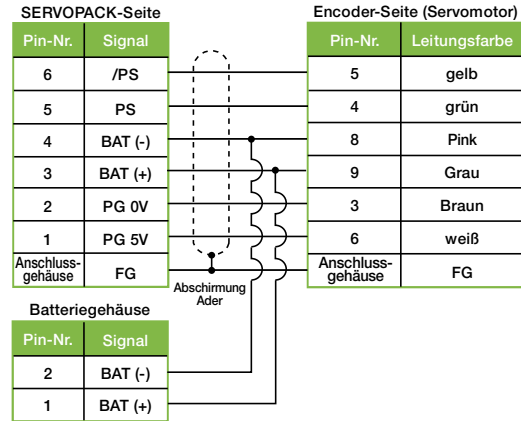 SERVOPACK-Seite
Encoder-Seite (Servomotor)
Pin-Nr. Signal
Pin-Nr. Leitungsfarbe
6 /PS
5 gelb
5 PS
4 grün
4 BAT (-)
8 Pink
3 BAT (+)
9 Grau
2 PG 0V
3 Braun
1 PG 5V
6 weiß
Anschluss-
gehäuse FG
Anschluss-
gehäuse FG
Abschirmung
Ader
Batteriegehäuse
Pin-Nr. Signal
2 BAT (-)
1 BAT (+)